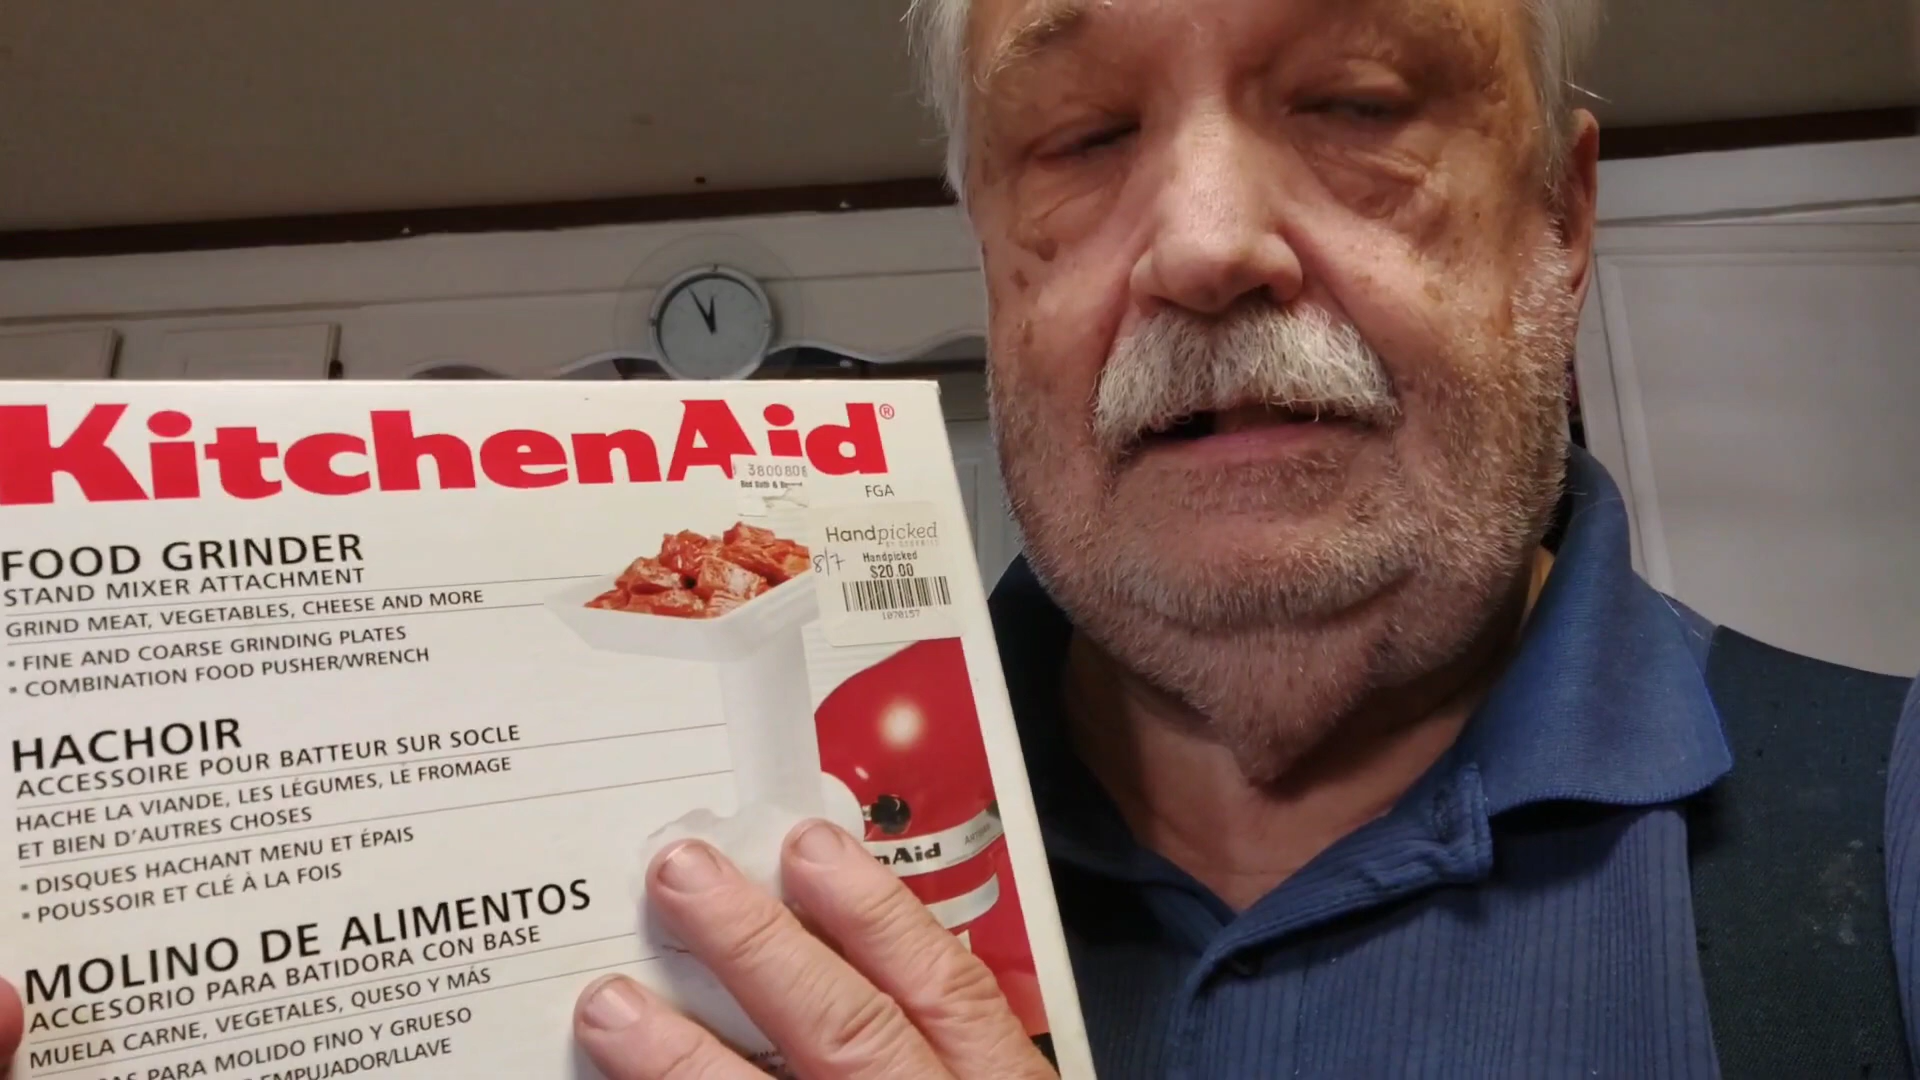 KitchenAid®
3800808
Bed Bath & Beyond
FGA
FOOD GRINDER
STAND MIXER ATTACHMENT
GRIND MEAT, VEGETABLES, CHEESE AND MORE
▪ FINE AND COARSE GRINDING PLATES
▪ COMBINATION FOOD PUSHER/WRENCH
Handpicked
8/7
Handpicked
$20.00
1070157
HACHOIR
ACCESSOIRE POUR BATTEUR SUR SOCLE
HACHE LA VIANDE, LES LÉGUMES, LE FROMAGE
ET BIEN D'AUTRES CHOSES
▪ DISQUES HACHANT MENU ET ÉPAIS
▪ POUSSOIR ET CLÉ À LA FOIS
nAid
MOLINO DE ALIMENTOS
ACCESORIO PARA BATIDORA CON BASE
MUELA CARNE, VEGETALES, QUESO Y MÁS
PARA MOLIDO FINO Y GRUESO
EMPUJADOR/LLAVE